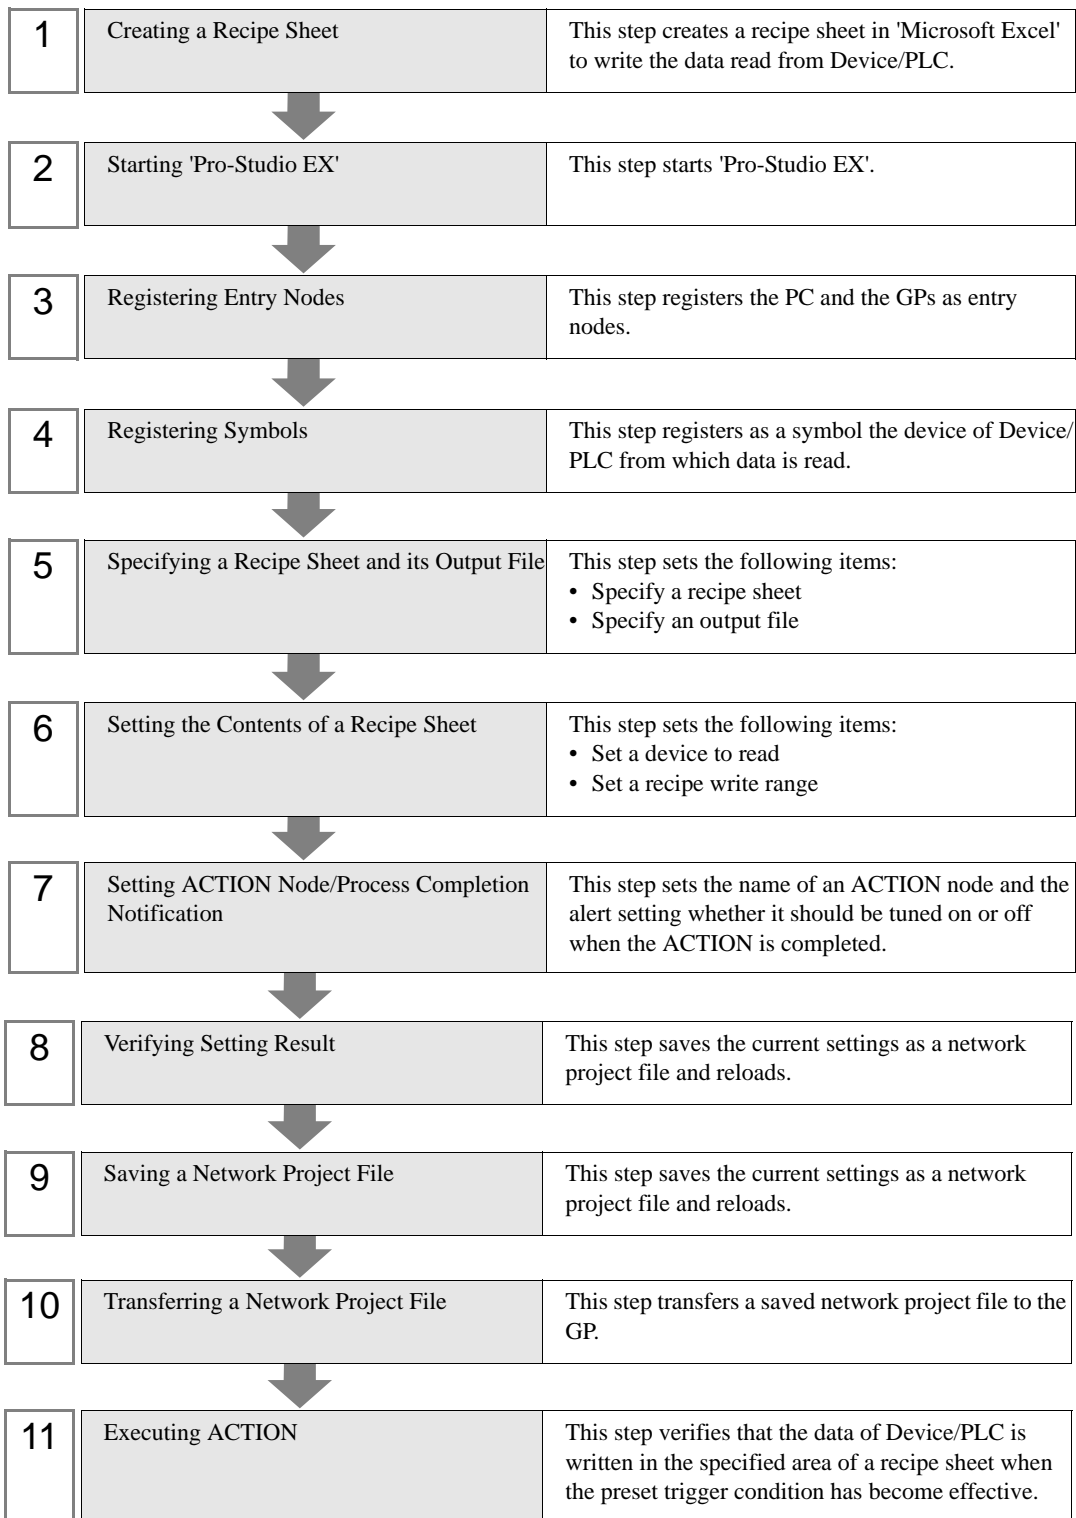 1
Creating a Recipe Sheet
This step creates a recipe sheet in 'Microsoft Excel'
to write the data read from Device/PLC.
2
Starting 'Pro-Studio EX'
This step starts 'Pro-Studio EX'.
3
Registering Entry Nodes
This step registers the PC and the GPs as entry
nodes.
4
Registering Symbols
This step registers as a symbol the device of Device/
PLC from which data is read.
5
Specifying a Recipe Sheet and its Output File
This step sets the following items:
• Specify a recipe sheet
• Specify an output file
6
Setting the Contents of a Recipe Sheet
This step sets the following items:
• Set a device to read
• Set a recipe write range
7
Setting ACTION Node/Process Completion
Notification
This step sets the name of an ACTION node and the
alert setting whether it should be tuned on or off
when the ACTION is completed.
8
Verifying Setting Result
This step saves the current settings as a network
project file and reloads.
9
Saving a Network Project File
This step saves the current settings as a network
project file and reloads.
10
Transferring a Network Project File
This step transfers a saved network project file to the
GP.
11
Executing ACTION
This step verifies that the data of Device/PLC is
written in the specified area of a recipe sheet when
the preset trigger condition has become effective.